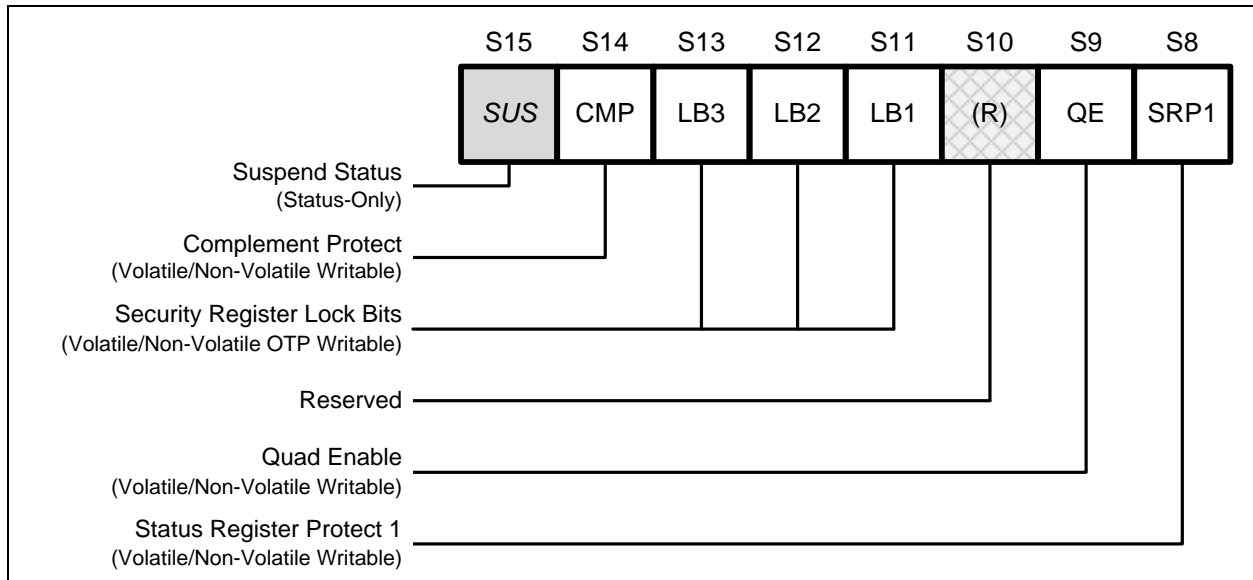 S15 S14 S13 S12 S11 S10 S9 S8
SUS CMP LB3 LB2 LB1 (R) QE SRP1
Suspend Status
(Status-Only)
Complement Protect
(Volatile/Non-Volatile Writable)
Security Register Lock Bits
(Volatile/Non-Volatile OTP Writable)
Reserved
Quad Enable
(Volatile/Non-Volatile Writable)
Status Register Protect 1
(Volatile/Non-Volatile Writable)